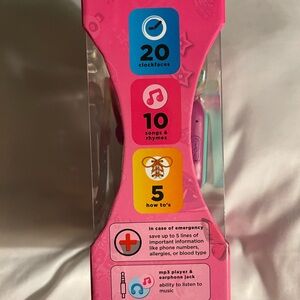 20
clockfaces
10
songs &
rhymes
5
how to's
in case of emergency
save up to 5 lines of
important information
like phone numbers,
allergies, or blood type
mp3 player &
earphone jack
ability to listen to
music